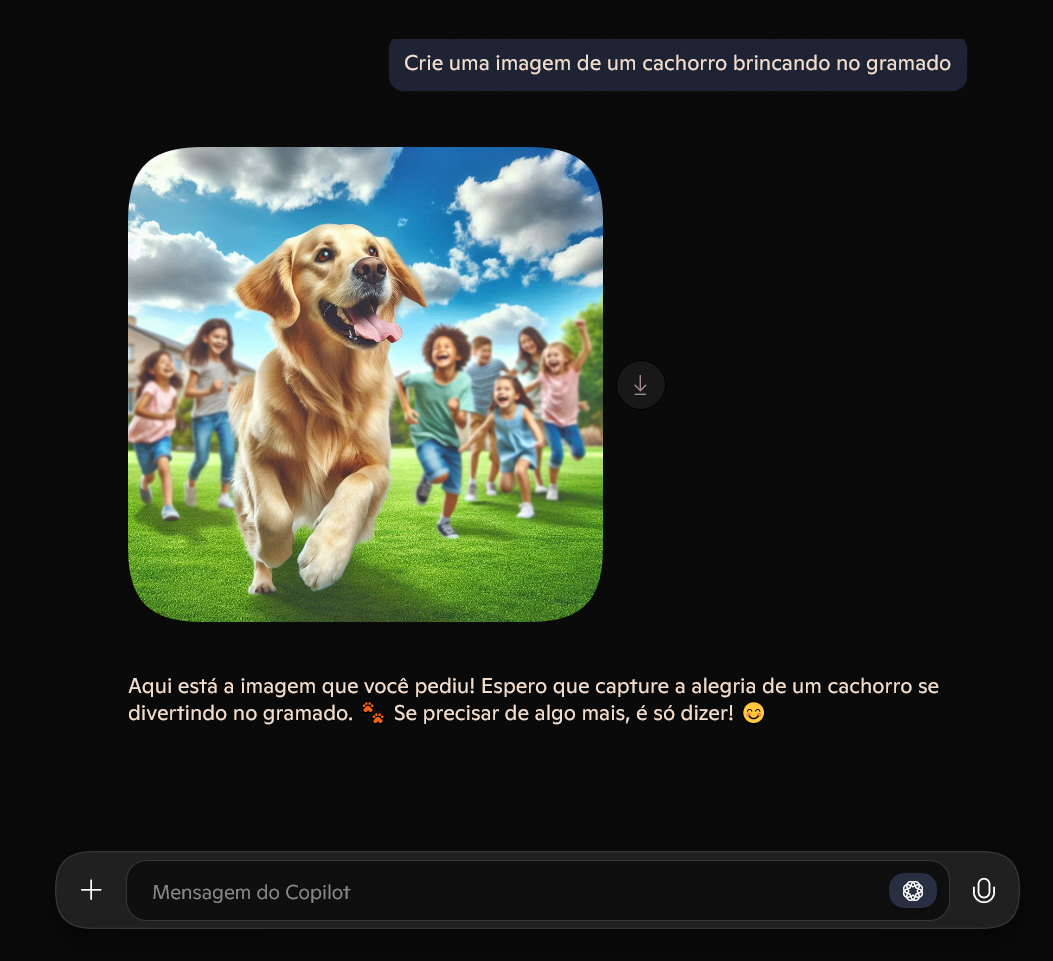 Crie uma imagem de um cachorro brincando no gramado
Aqui está a imagem que você pediu! Espero que capture a alegria de um cachorro se
divertindo no gramado. 🐾 Se precisar de algo mais, é só dizer! 😊
Mensagem do Copilot